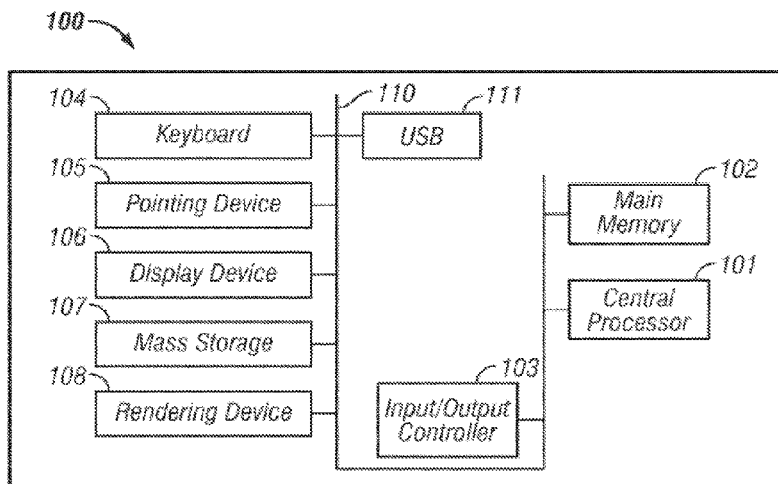 100
104
110
111
Keyboard
USB
105
Pointing Device
102
Main
Memory
106
Display Device
101
Central
Processor
107
Mass Storage
103
Input/Output
Controller
108
Rendering Device